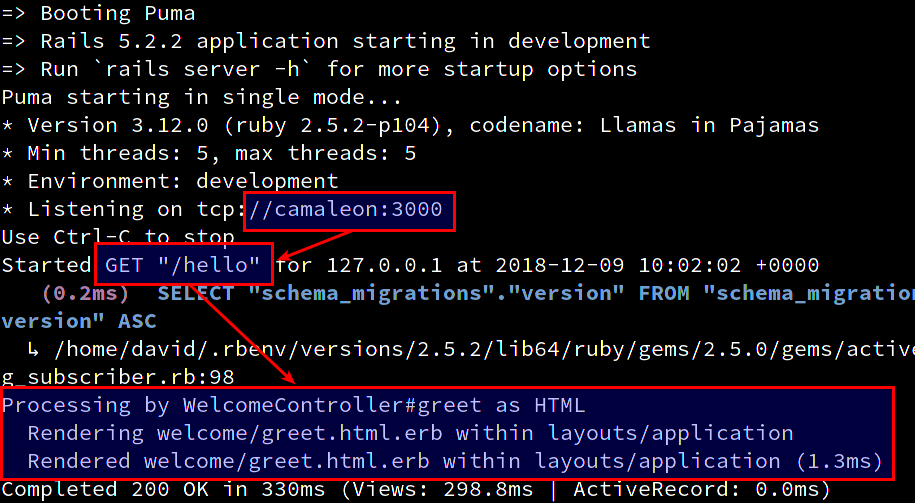 => Booting Puma
=> Rails 5.2.2 application starting in development
=> Run `rails server -h` for more startup options
Puma starting in single mode...
* Version 3.12.0 (ruby 2.5.2-p104), codename: Llamas in Pajamas
* Min threads: 5, max threads: 5
* Environment: development
* Listening on tcp://camaleon:3000
Use Ctrl-C to stop
Started GET "/hello" for 127.0.0.1 at 2018-12-09 10:02:02 +0000
(0.2ms) SELECT "schema_migrations"."version" FROM "schema_migration
version" ASC
↳ /home/david/.rbenv/versions/2.5.2/lib64/ruby/gems/2.5.0/gems/active
g_subscriber.rb:98
Processing by WelcomeController#greet as HTML
Rendering welcome/greet.html.erb within layouts/application
Rendered welcome/greet.html.erb within layouts/application (1.3ms)
Completed 200 OK in 330ms (Views: 298.8ms | ActiveRecord: 0.0ms)